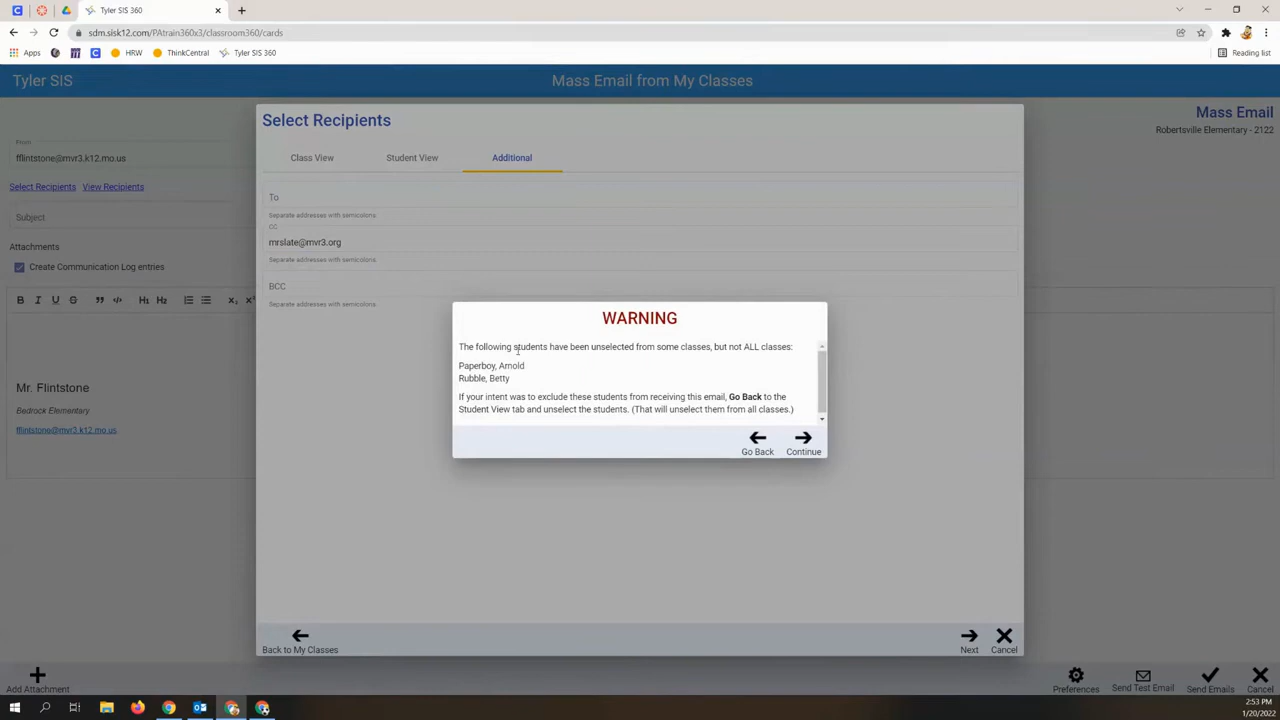 Tyler SIS 360
sdm.sisk12.com/PAtrain360x3/classroom360/cards
Apps
HRW
ThinkCentral
Tyler SIS 360
Reading list
Tyler SIS
Mass Email from My Classes
Mass Email
Robertsville Elementary - 2122
From
fflintstone@mvr3.k12.mo.us
Select Recipients View Recipients
Subject
Attachments
Create Communication Log entries
B I U S ” </> H1 H2 X₂ X²
Mr. Flintstone
Bedrock Elementary
fflintstone@mvr3.k12.mo.us
Select Recipients
Class View Student View Additional
To
Separate addresses with semicolons.
CC
mrslate@mvr3.org
Separate addresses with semicolons.
BCC
Separate addresses with semicolons.
WARNING
The following students have been unselected from some classes, but not ALL classes:
Paperboy, Arnold
Rubble, Betty
If your intent was to exclude these students from receiving this email, Go Back to the
Student View tab and unselect the students. (That will unselect them from all classes.)
Go Back Continue
Back to My Classes
Next Cancel
Add Attachment
Preferences Send Test Email Send Emails Cancel
2:53 PM
1/20/2022